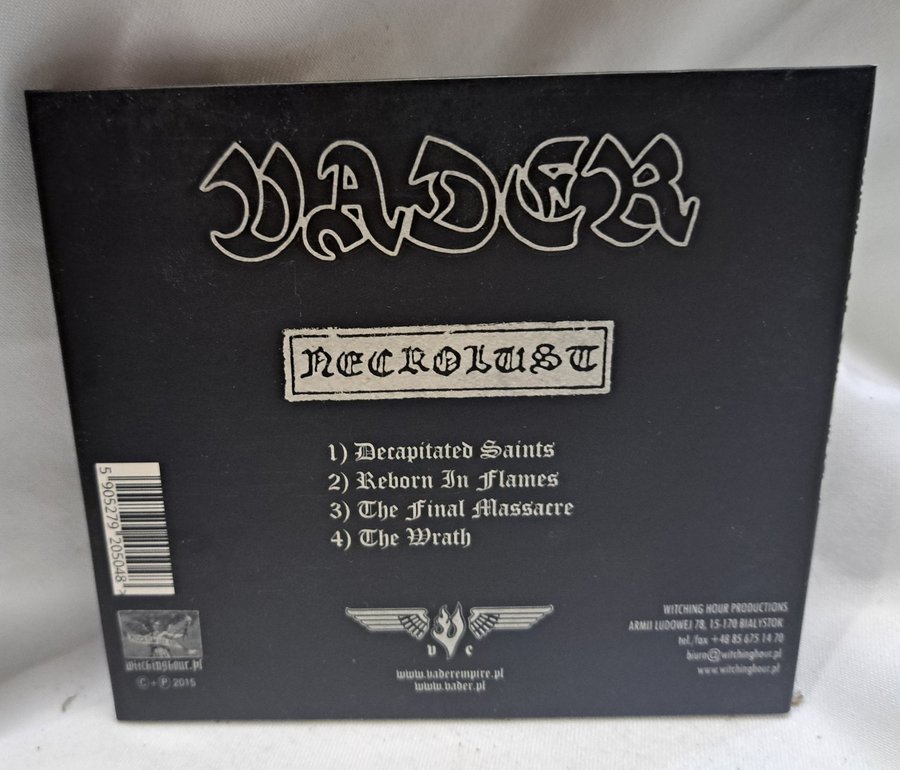 VADER
NECROLUST
1) Decapitated Saints
2) Reborn In Flames
3) The Final Massacre
4) The Wrath
5 905279 205048 >
witchinghour.pl
© + ℗ 2015
V E
www.vaderempire.pl
www.vader.pl
WITCHING HOUR PRODUCTIONS
ARMII LUDOWEJ 78, 15-170 BIALYSTOK
tel./fax +48 85 675 14 70
biuro@witchinghour.pl
www.witchinghour.pl